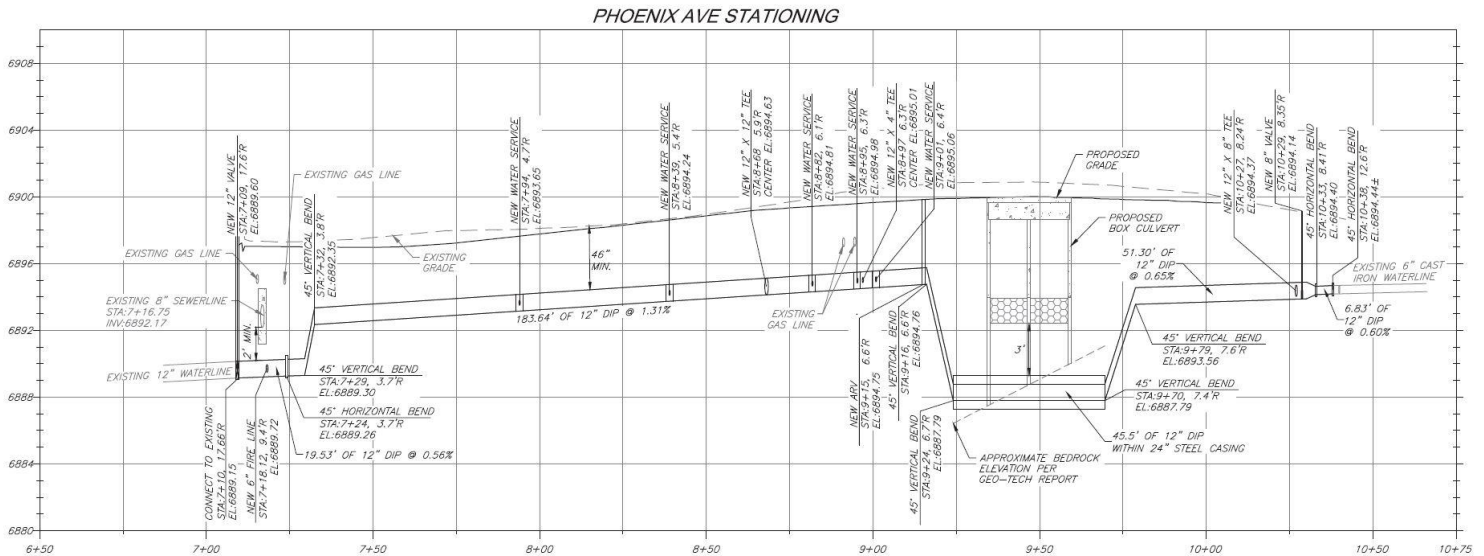 PHOENIX AVE STATIONING
6908
6904
6900
6896
6892
6888
6884
6880
6+50
7+00
7+50
8+00
8+50
9+00
9+50
10+00
10+50
10+75
NEW 12" VALVE
STA:7+09, 17.6'R
EL:6889.60
EXISTING GAS LINE
EXISTING GAS LINE
EXISTING 8" SEWERLINE
STA:7+16.75
INV:6892.17
2' MIN.
EXISTING 12" WATERLINE
CONNECT TO EXISTING
STA:7+10, 17.66'R
EL:6889.15
NEW 6" FIRE LINE
STA:7+18.12, 9.4'R
EL:6889.72
45° VERTICAL BEND
STA:7+32, 3.8'R
EL:6892.35
45° VERTICAL BEND
STA:7+29, 3.7'R
EL:6889.30
45° HORIZONTAL BEND
STA:7+24, 3.7'R
EL:6889.26
19.53' OF 12" DIP @ 0.56%
EXISTING
GRADE
NEW WATER SERVICE
STA:7+94, 4.7'R
EL:6893.65
46"
MIN.
183.64' OF 12" DIP @ 1.31%
NEW WATER SERVICE
STA:8+39, 5.4'R
EL:6894.24
NEW 12" X 12" TEE
STA:8+68 5.9'R
CENTER EL:6894.63
NEW WATER SERVICE
STA:8+82, 6.1'R
EL:6894.81
NEW WATER SERVICE
STA:8+95, 6.3'R
EL:6894.98
NEW 12" X 4" TEE
STA:8+97 6.3'R
CENTER EL:6895.01
NEW WATER SERVICE
STA:9+01, 6.4'R
EL:6895.06
EXISTING
GAS LINE
NEW ARV
STA:9+15, 6.6'R
EL:6894.75
45° VERTICAL BEND
STA:9+16, 6.6'R
EL:6894.76
45° VERTICAL BEND
STA:9+24, 6.7'R
EL:6887.79
PROPOSED
GRADE
PROPOSED
BOX CULVERT
3'
APPROXIMATE BEDROCK
ELEVATION PER
GEO-TECH REPORT
45.5' OF 12" DIP
WITHIN 24" STEEL CASING
45° VERTICAL BEND
STA:9+70, 7.4'R
EL:6887.79
45° VERTICAL BEND
STA:9+79, 7.6'R
EL:6893.56
51.30' OF
12" DIP
@ 0.65%
NEW 12" X 8" TEE
STA:10+27, 8.24'R
EL:6894.37
NEW 8" VALVE
STA:10+29, 8.35'R
EL:6894.14
45° HORIZONTAL BEND
STA:10+33, 8.41'R
EL:6894.40
45° HORIZONTAL BEND
STA:10+38, 12.6'R
EL:6894.44±
EXISTING 6" CAST
IRON WATERLINE
6.83' OF
12" DIP
@ 0.60%